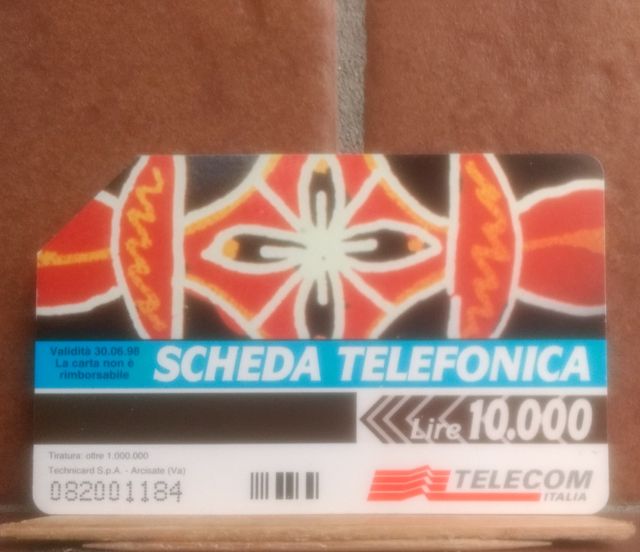 Validità 30.06.98
La carta non è
rimborsabile
SCHEDA TELEFONICA
Lire 10.000
Tiratura: oltre 1.000.000
Technicard S.p.A. - Arcisate (Va)
082001184
TELECOM
ITALIA